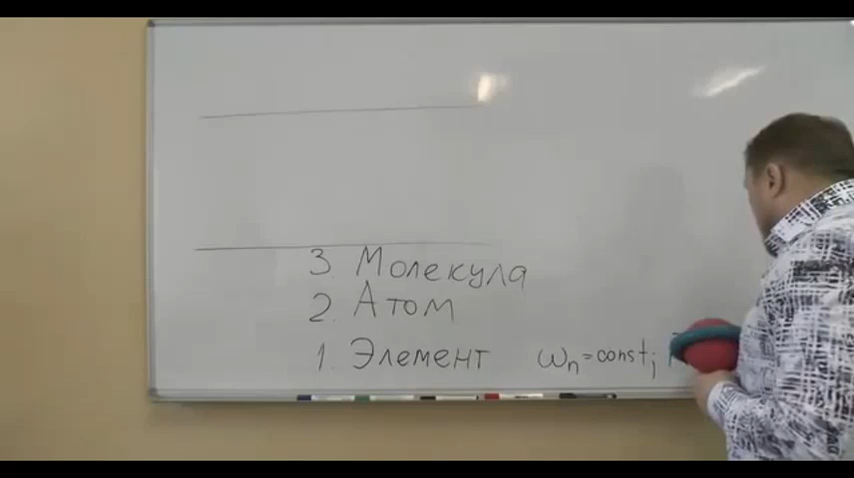 3. Молекула
2. Атом
1. Элемент ωₙ=const;